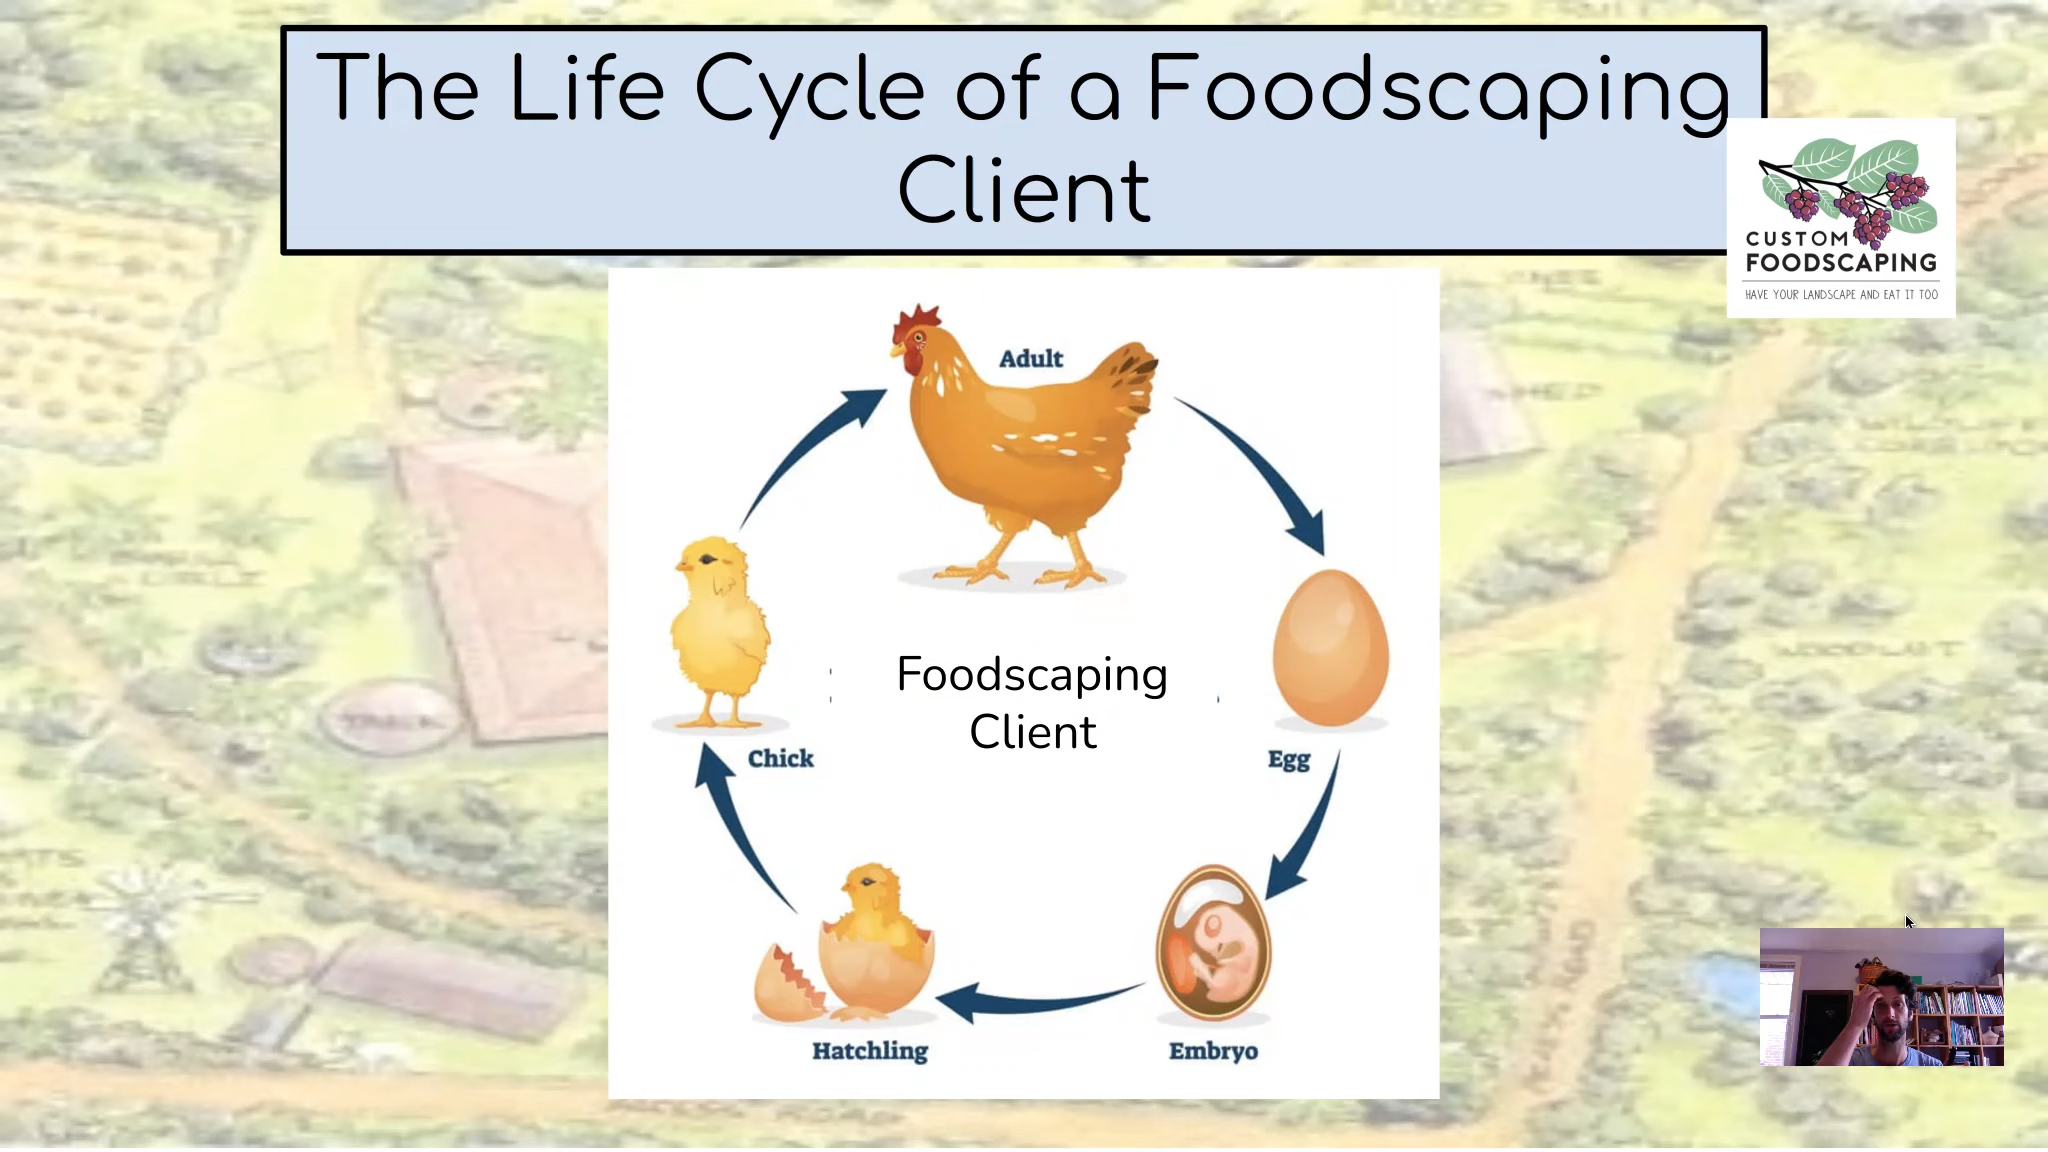 The Life Cycle of a Foodscaping
Client
CUSTOM
FOODSCAPING
HAVE YOUR LANDSCAPE AND EAT IT TOO
Adult
Foodscaping
Client
Chick
Egg
Hatchling
Embryo